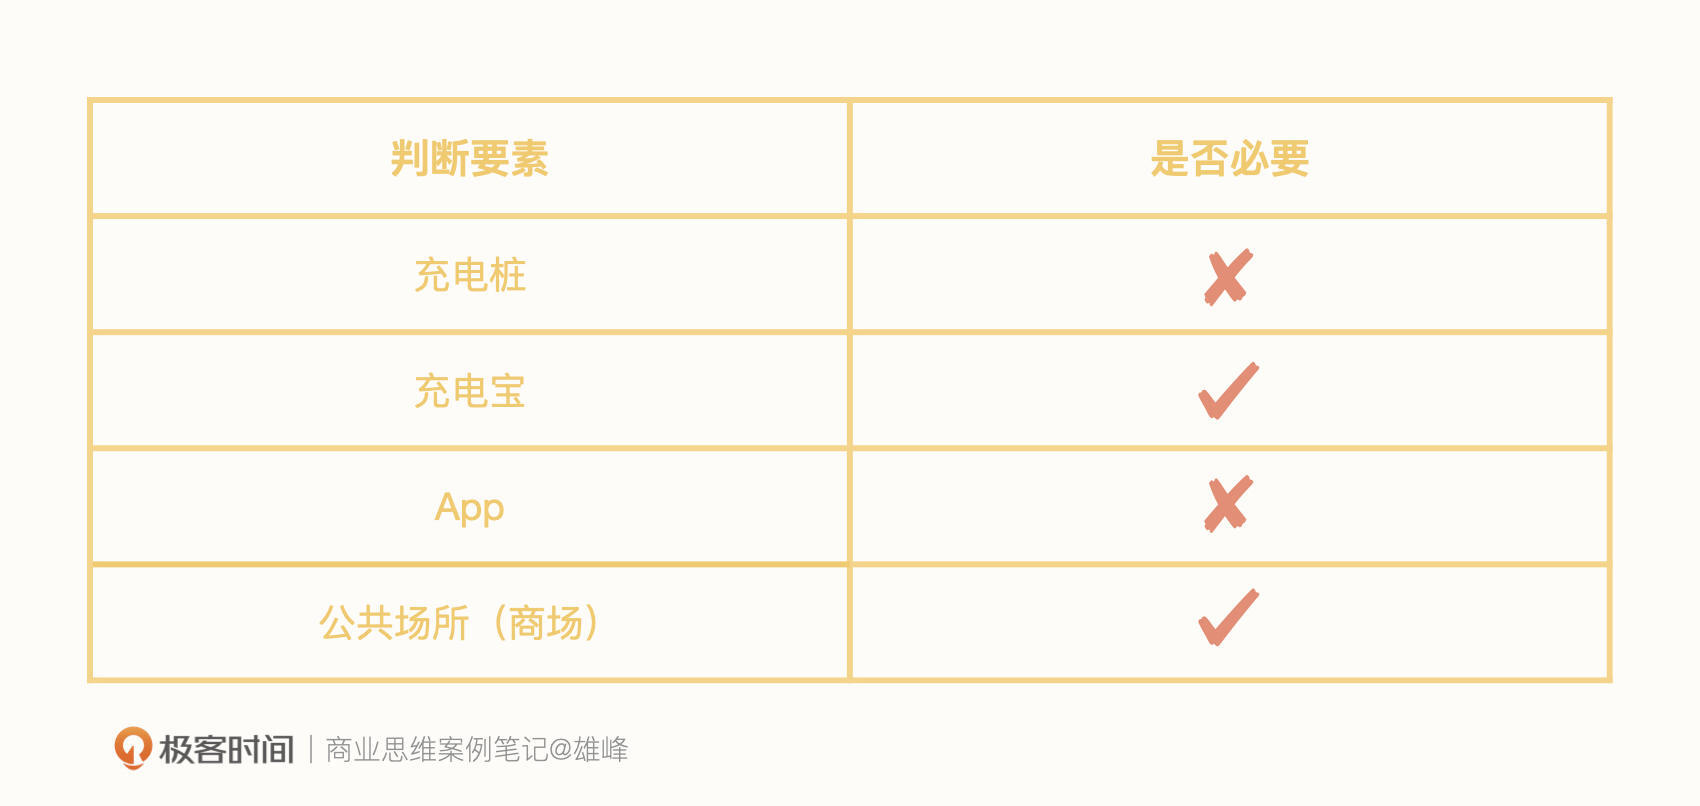 判断要素 是否必要
充电桩 ✘
充电宝 ✔
App ✘
公共场所（商场） ✔
极客时间 | 商业思维案例笔记@雄峰